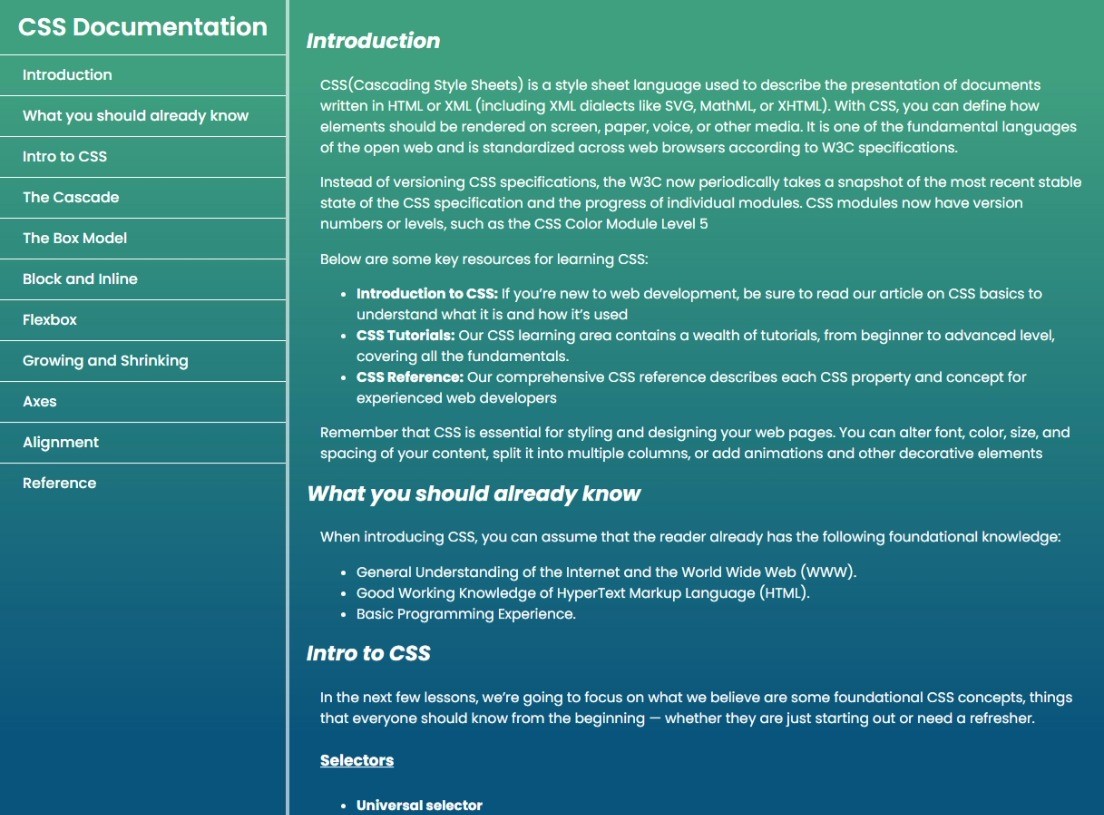 CSS Documentation
Introduction
What you should already know
Intro to CSS
The Cascade
The Box Model
Block and Inline
Flexbox
Growing and Shrinking
Axes
Alignment
Reference
Introduction
CSS(Cascading Style Sheets) is a style sheet language used to describe the presentation of documents
written in HTML or XML (including XML dialects like SVG, MathML, or XHTML). With CSS, you can define how
elements should be rendered on screen, paper, voice, or other media. It is one of the fundamental languages
of the open web and is standardized across web browsers according to W3C specifications.
Instead of versioning CSS specifications, the W3C now periodically takes a snapshot of the most recent stable
state of the CSS specification and the progress of individual modules. CSS modules now have version
numbers or levels, such as the CSS Color Module Level 5
Below are some key resources for learning CSS:
• Introduction to CSS: If you’re new to web development, be sure to read our article on CSS basics to
understand what it is and how it’s used
• CSS Tutorials: Our CSS learning area contains a wealth of tutorials, from beginner to advanced level,
covering all the fundamentals.
• CSS Reference: Our comprehensive CSS reference describes each CSS property and concept for
experienced web developers
Remember that CSS is essential for styling and designing your web pages. You can alter font, color, size, and
spacing of your content, split it into multiple columns, or add animations and other decorative elements
What you should already know
When introducing CSS, you can assume that the reader already has the following foundational knowledge:
• General Understanding of the Internet and the World Wide Web (WWW).
• Good Working Knowledge of HyperText Markup Language (HTML).
• Basic Programming Experience.
Intro to CSS
In the next few lessons, we’re going to focus on what we believe are some foundational CSS concepts, things
that everyone should know from the beginning — whether they are just starting out or need a refresher.
Selectors
• Universal selector